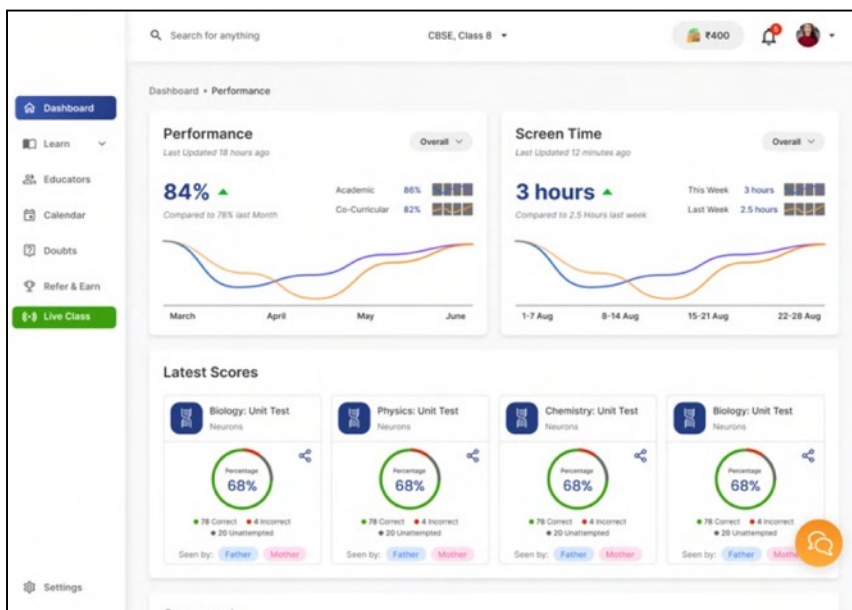 Search for anything
CBSE, Class 8
₹400
5
Dashboard
Learn
Educators
Calendar
Doubts
Refer & Earn
Live Class
Settings
Dashboard • Performance
Performance
Overall
Last Updated 18 hours ago
84%
Compared to 78% last Month
Academic 86%
Co-Curricular 82%
March April May June
Screen Time
Overall
Last Updated 12 minutes ago
3 hours
Compared to 2.5 Hours last week
This Week 3 hours
Last Week 2.5 hours
1-7 Aug 8-14 Aug 15-21 Aug 22-28 Aug
Latest Scores
Biology: Unit Test
Neurons
Percentage
68%
78 Correct 4 Incorrect
20 Unattempted
Seen by: Father Mother
Physics: Unit Test
Neurons
Percentage
68%
78 Correct 4 Incorrect
20 Unattempted
Seen by: Father Mother
Chemistry: Unit Test
Neurons
Percentage
68%
78 Correct 4 Incorrect
20 Unattempted
Seen by: Father Mother
Biology: Unit Test
Neurons
Percentage
68%
78 Correct 4 Incorrect
20 Unattempted
Seen by: Father